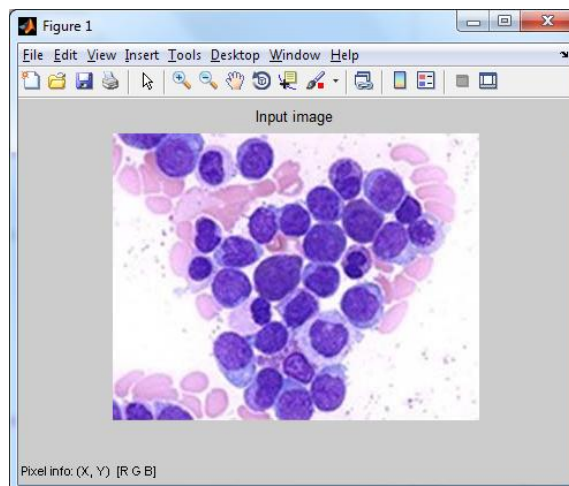 Figure 1
File Edit View Insert Tools Desktop Window Help
Input image
Pixel info: (X, Y) [R G B]